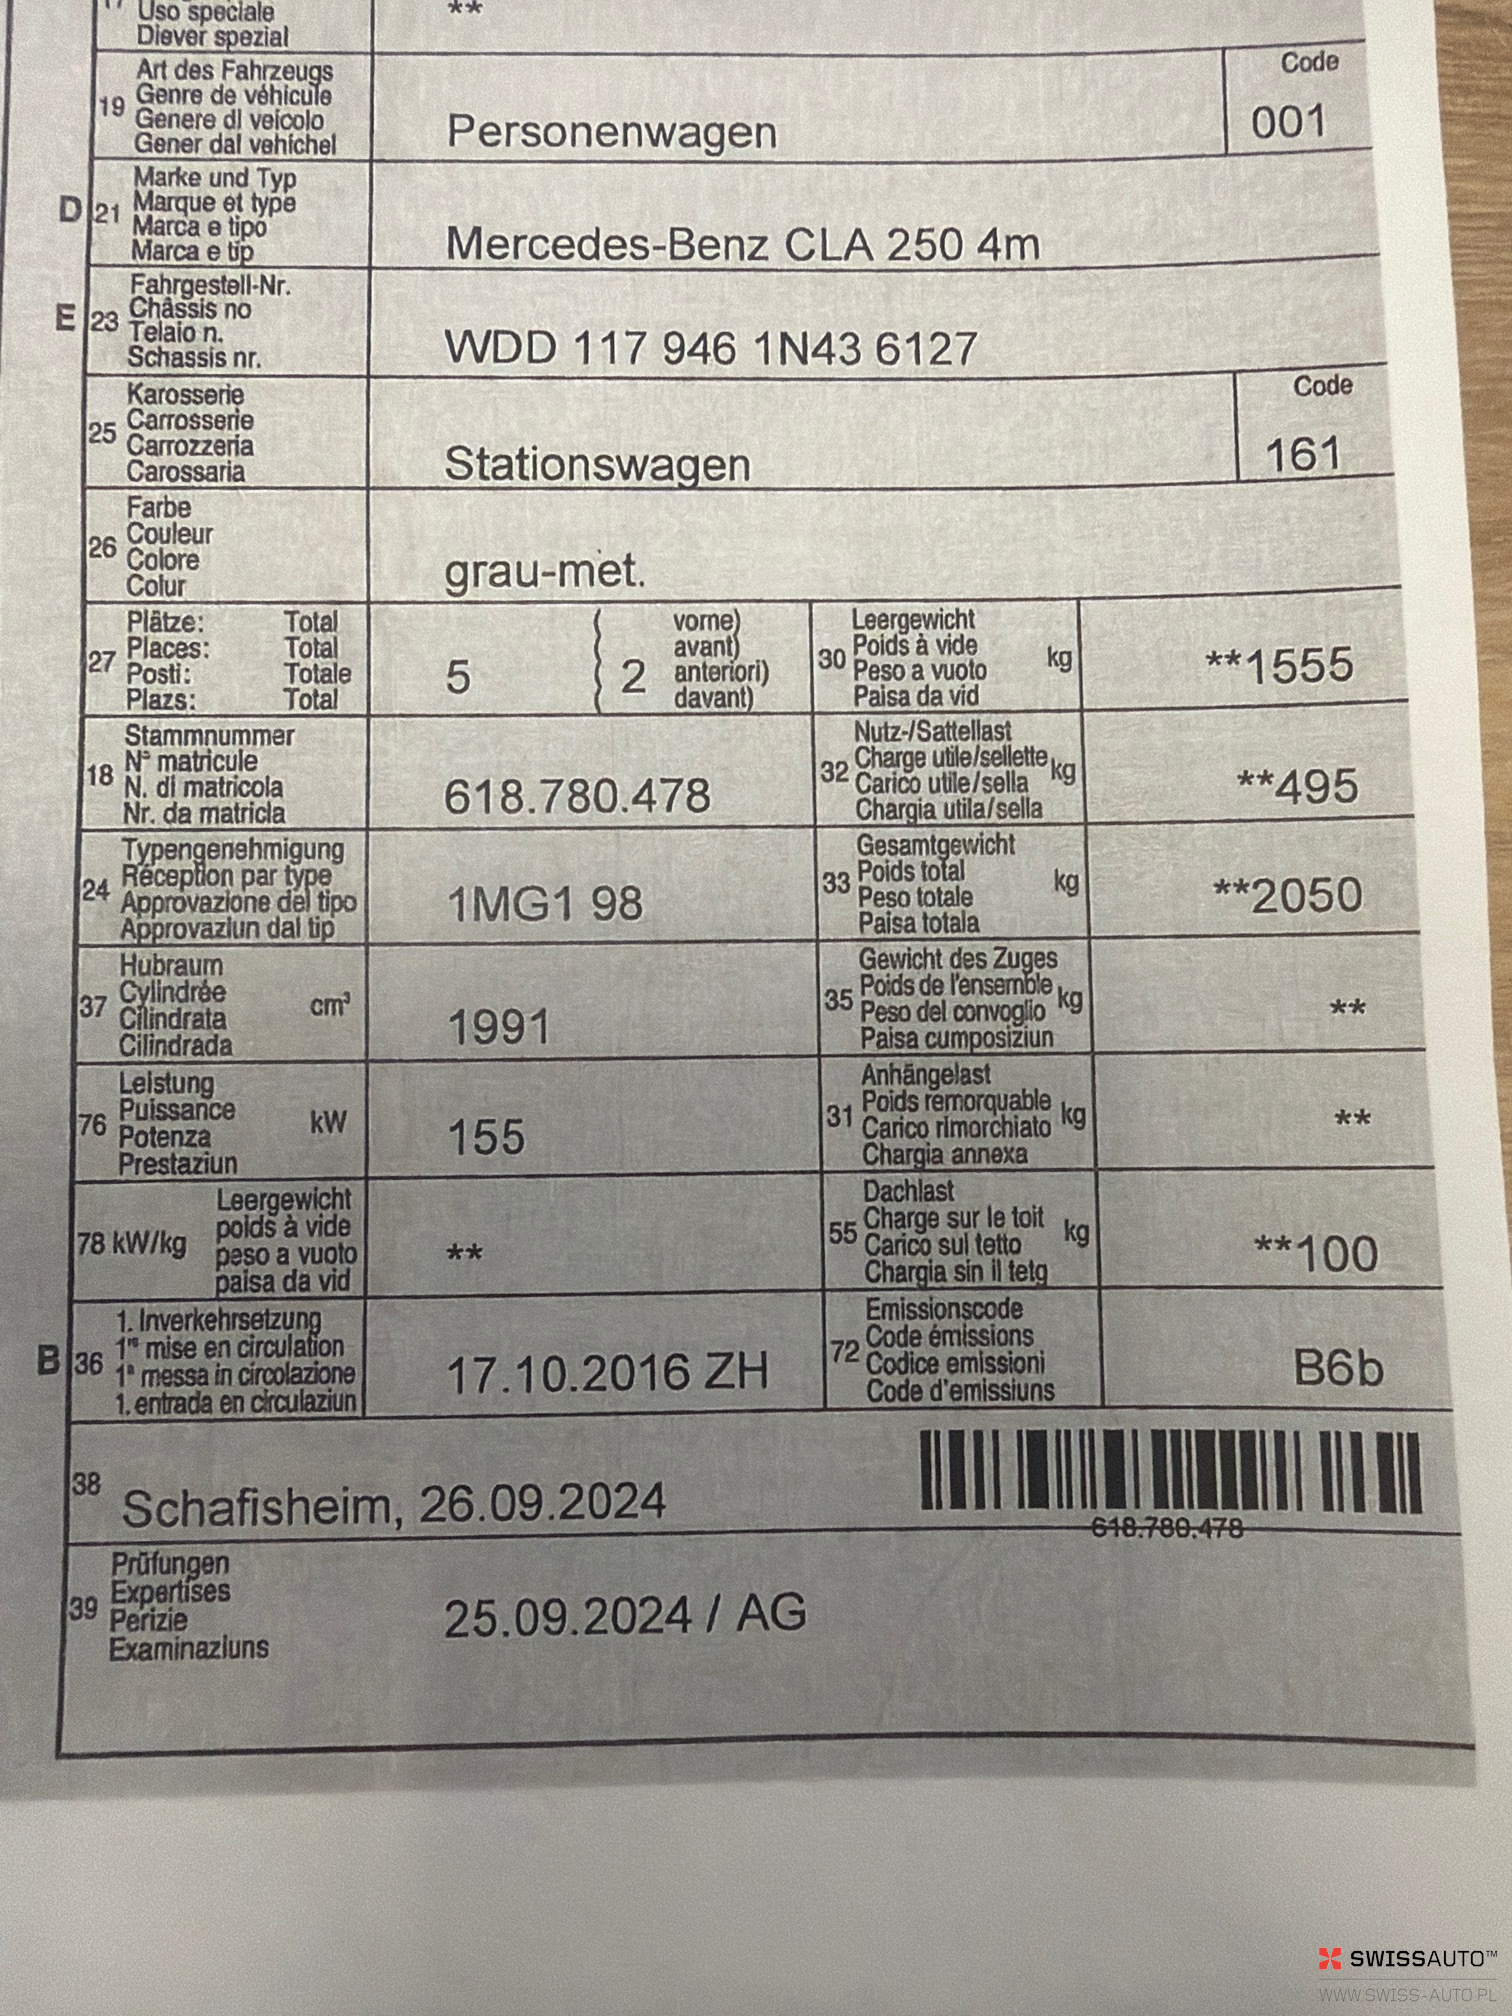 17 Uso speciale **
Diever spezial
Art des Fahrzeugs Code
19 Genre de véhicule
Genere di veicolo Personenwagen 001
Gener dal vehichel
Marke und Typ
D 21 Marque et type
Marca e tipo Mercedes-Benz CLA 250 4m
Marca e tip
Fahrgestell-Nr.
E 23 Châssis no
Telaio n. WDD 117 946 1N43 6127
Schassis nr.
Karosserie Code
25 Carrosserie
Carrozzeria Stationswagen 161
Carossaria
Farbe
26 Couleur
Colore grau-met.
Colur
27 Plätze: Total
Places: Total
Posti: Totale
Plazs: Total
5 { 2
vorne)
avant)
anteriori)
davant)
30 Leergewicht
Poids à vide kg
Peso a vuoto **1555
Paisa da vid
18 Stammnummer
Nº matricule
N. di matricola 618.780.478
Nr. da matricla
32 Nutz-/Sattellast
Charge utile/sellette kg
Carico utile/sella **495
Chargia utila/sella
24 Typengenehmigung
Réception par type
Approvazione del tipo 1MG1 98
Approvaziun dal tip
33 Gesamtgewicht
Poids total kg
Peso totale **2050
Paisa totala
37 Hubraum
Cylindrée cm³
Cilindrata 1991
Cilindrada
35 Gewicht des Zuges
Poids de l'ensemble kg
Peso del convoglio **
Paisa cumposiziun
76 Leistung
Puissance kW
Potenza 155
Prestaziun
31 Anhängelast
Poids remorquable kg
Carico rimorchiato **
Chargia annexa
78 kW/kg Leergewicht
poids à vide
peso a vuoto **
paisa da vid
55 Dachlast
Charge sur le toit kg
Carico sul tetto **100
Chargia sin il tetg
B 36 1. Inverkehrsetzung
1re mise en circulation
1a messa in circolazione 17.10.2016 ZH
1. entrada en circulaziun
72 Emissionscode
Code émissions
Codice emissioni B6b
Code d'emissiuns
38 Schafisheim, 26.09.2024
618.780.478
39 Prüfungen
Expertises
Perizie 25.09.2024 / AG
Examinaziuns
SWISSAUTO™
WWW.SWISS-AUTO.PL